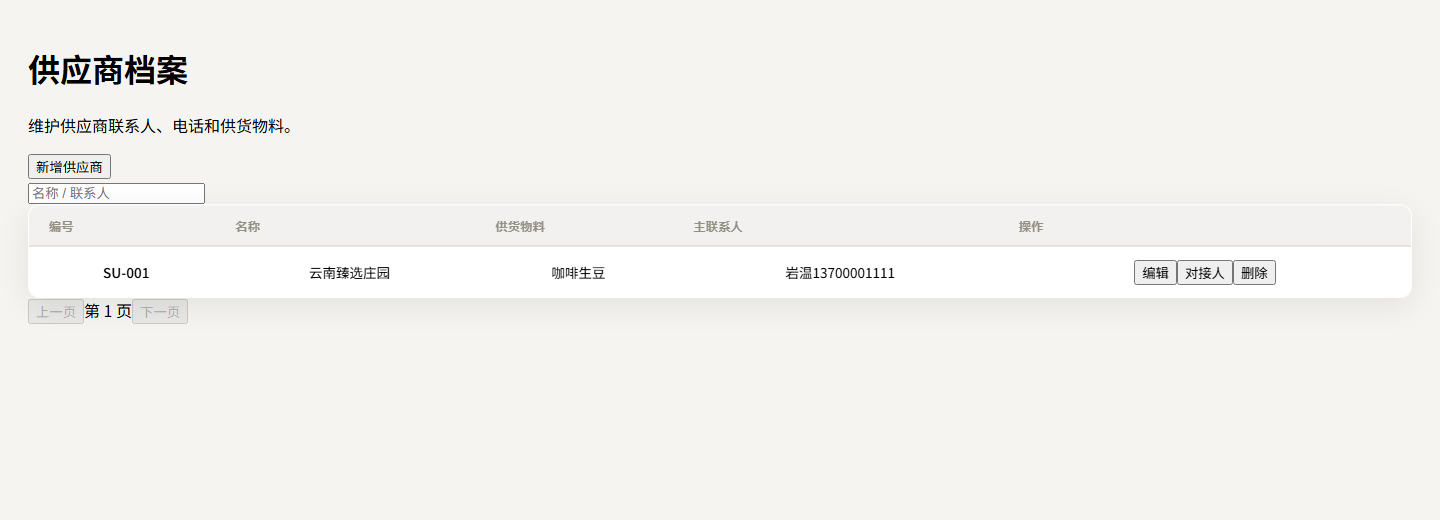 供应商档案
维护供应商联系人、电话和供货物料。
新增供应商
名称 / 联系人
编号 名称 供货物料 主联系人 操作
SU-001 云南臻选庄园 咖啡生豆 岩温13700001111 编辑 对接人 删除
上一页 第 1 页 下一页